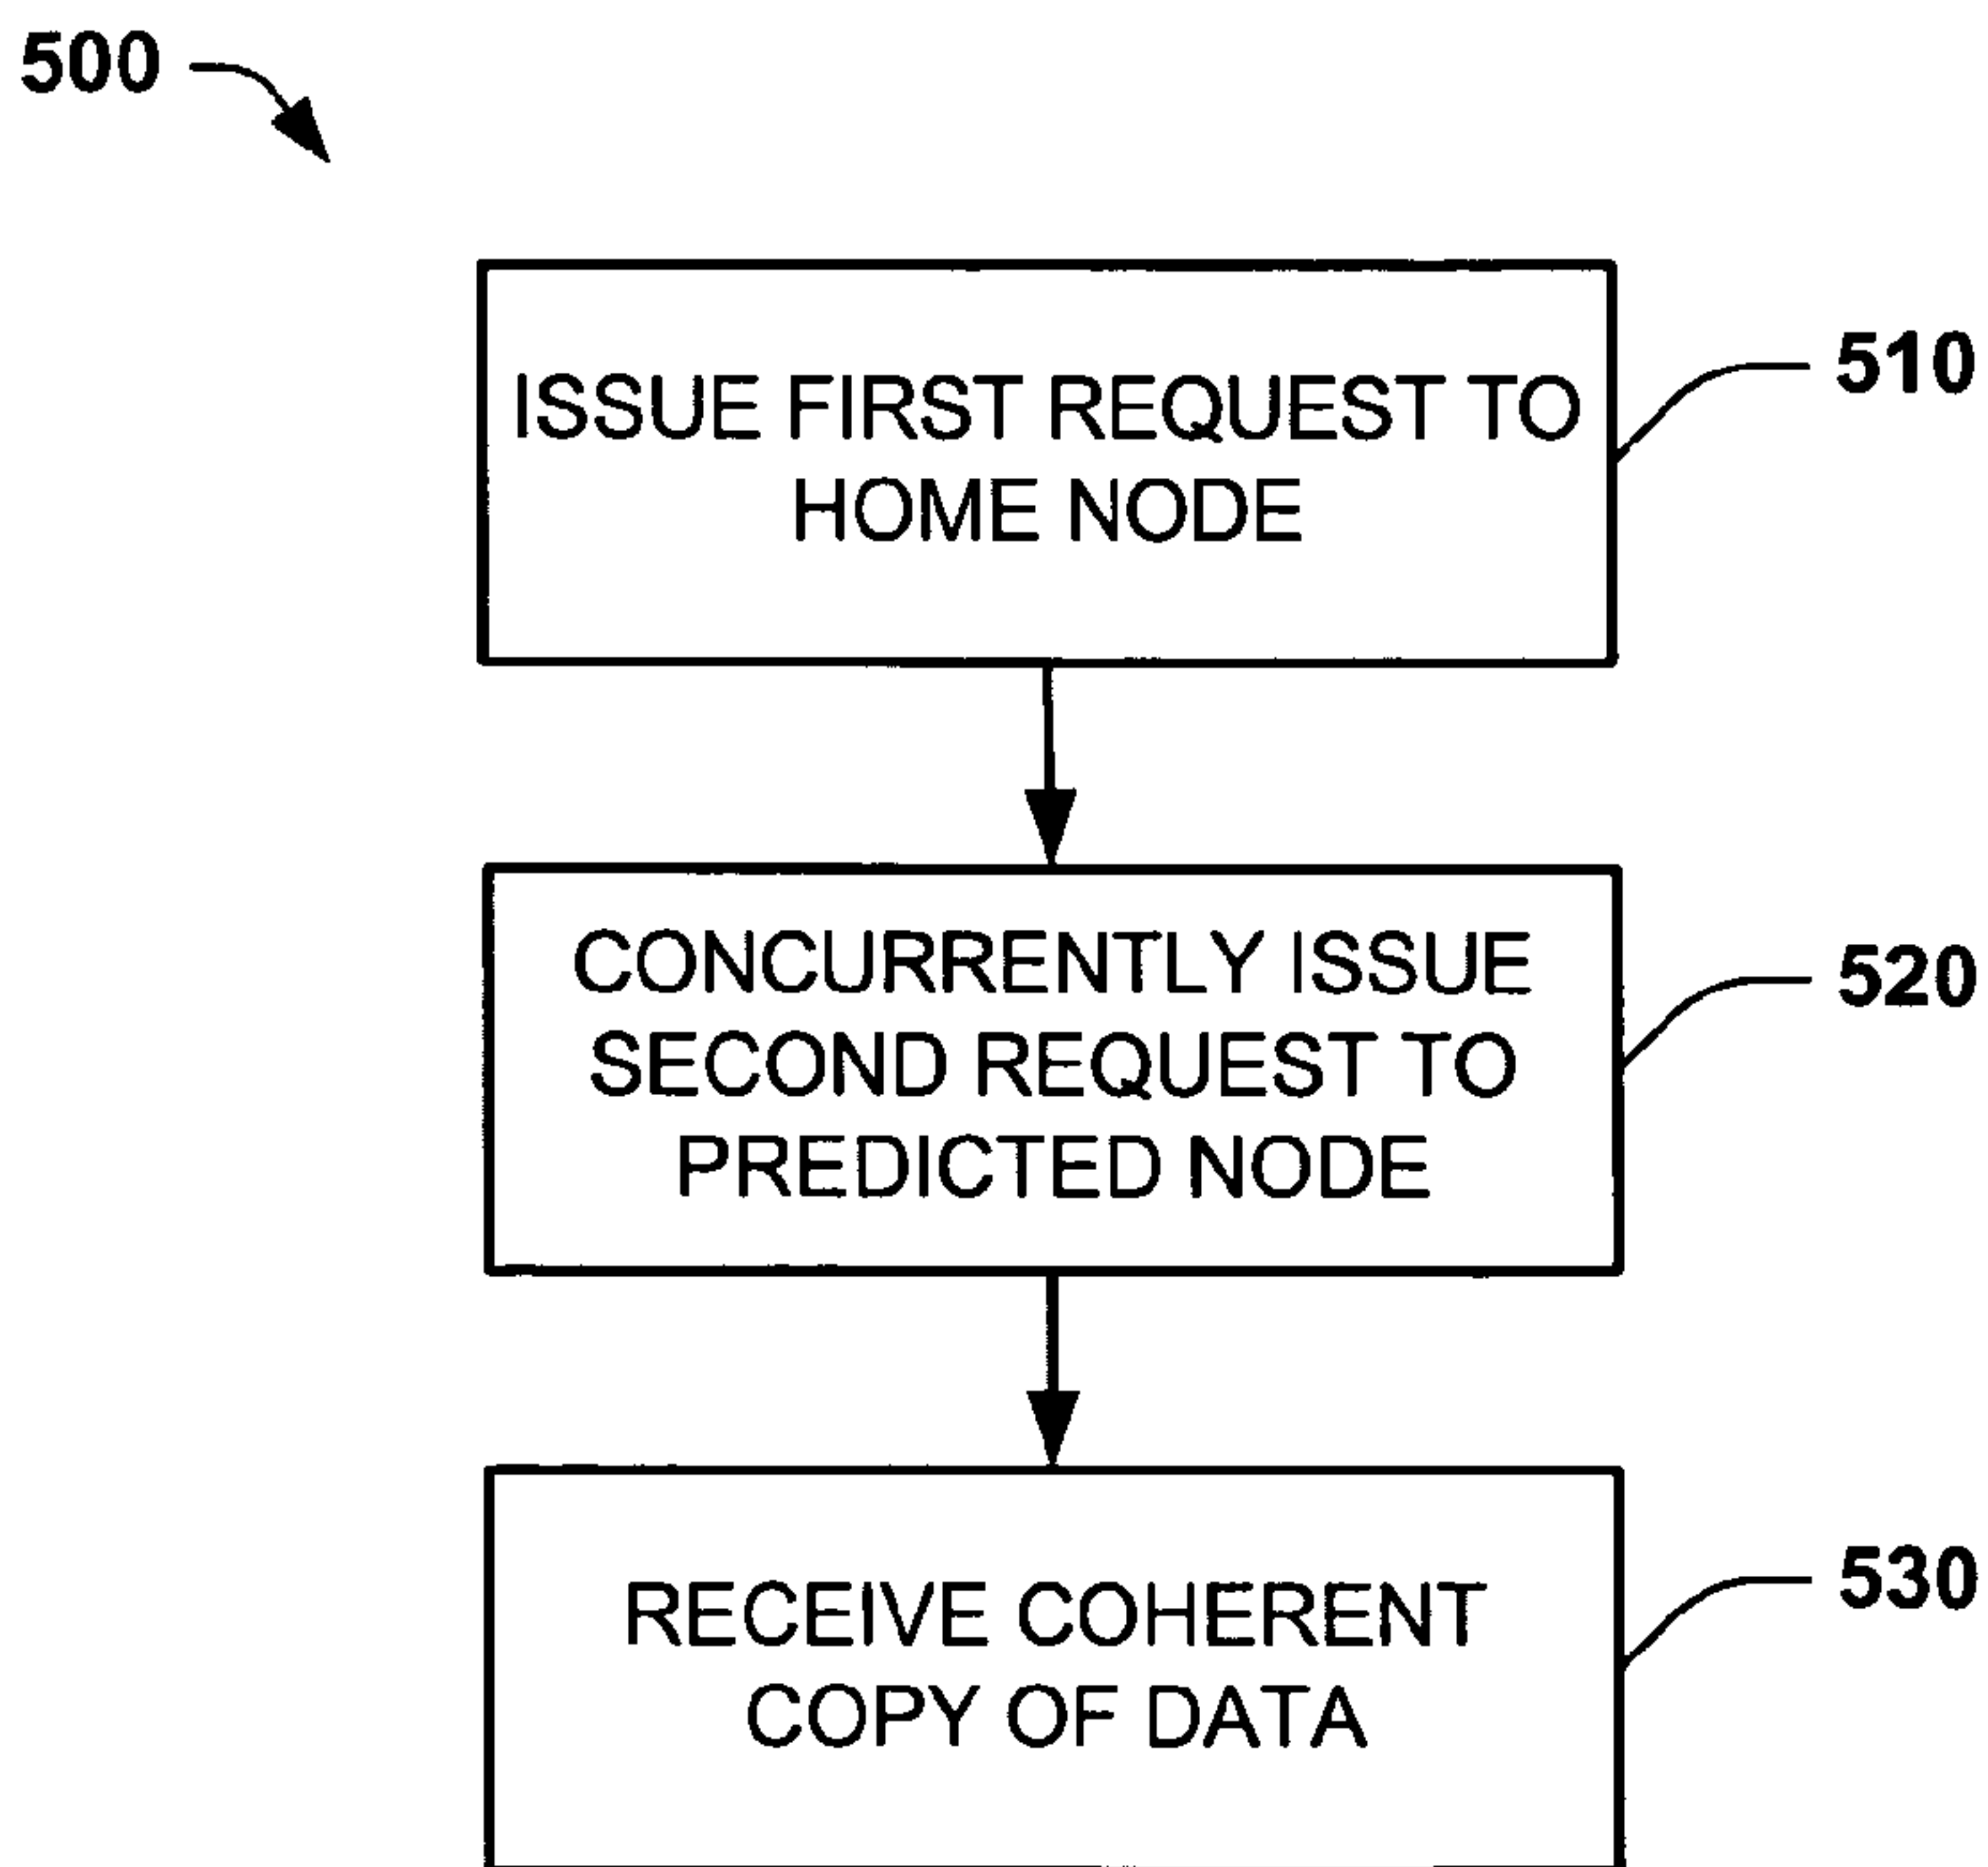 500
ISSUE FIRST REQUEST TO
HOME NODE
510
CONCURRENTLY ISSUE
SECOND REQUEST TO
PREDICTED NODE
520
RECEIVE COHERENT
COPY OF DATA
530